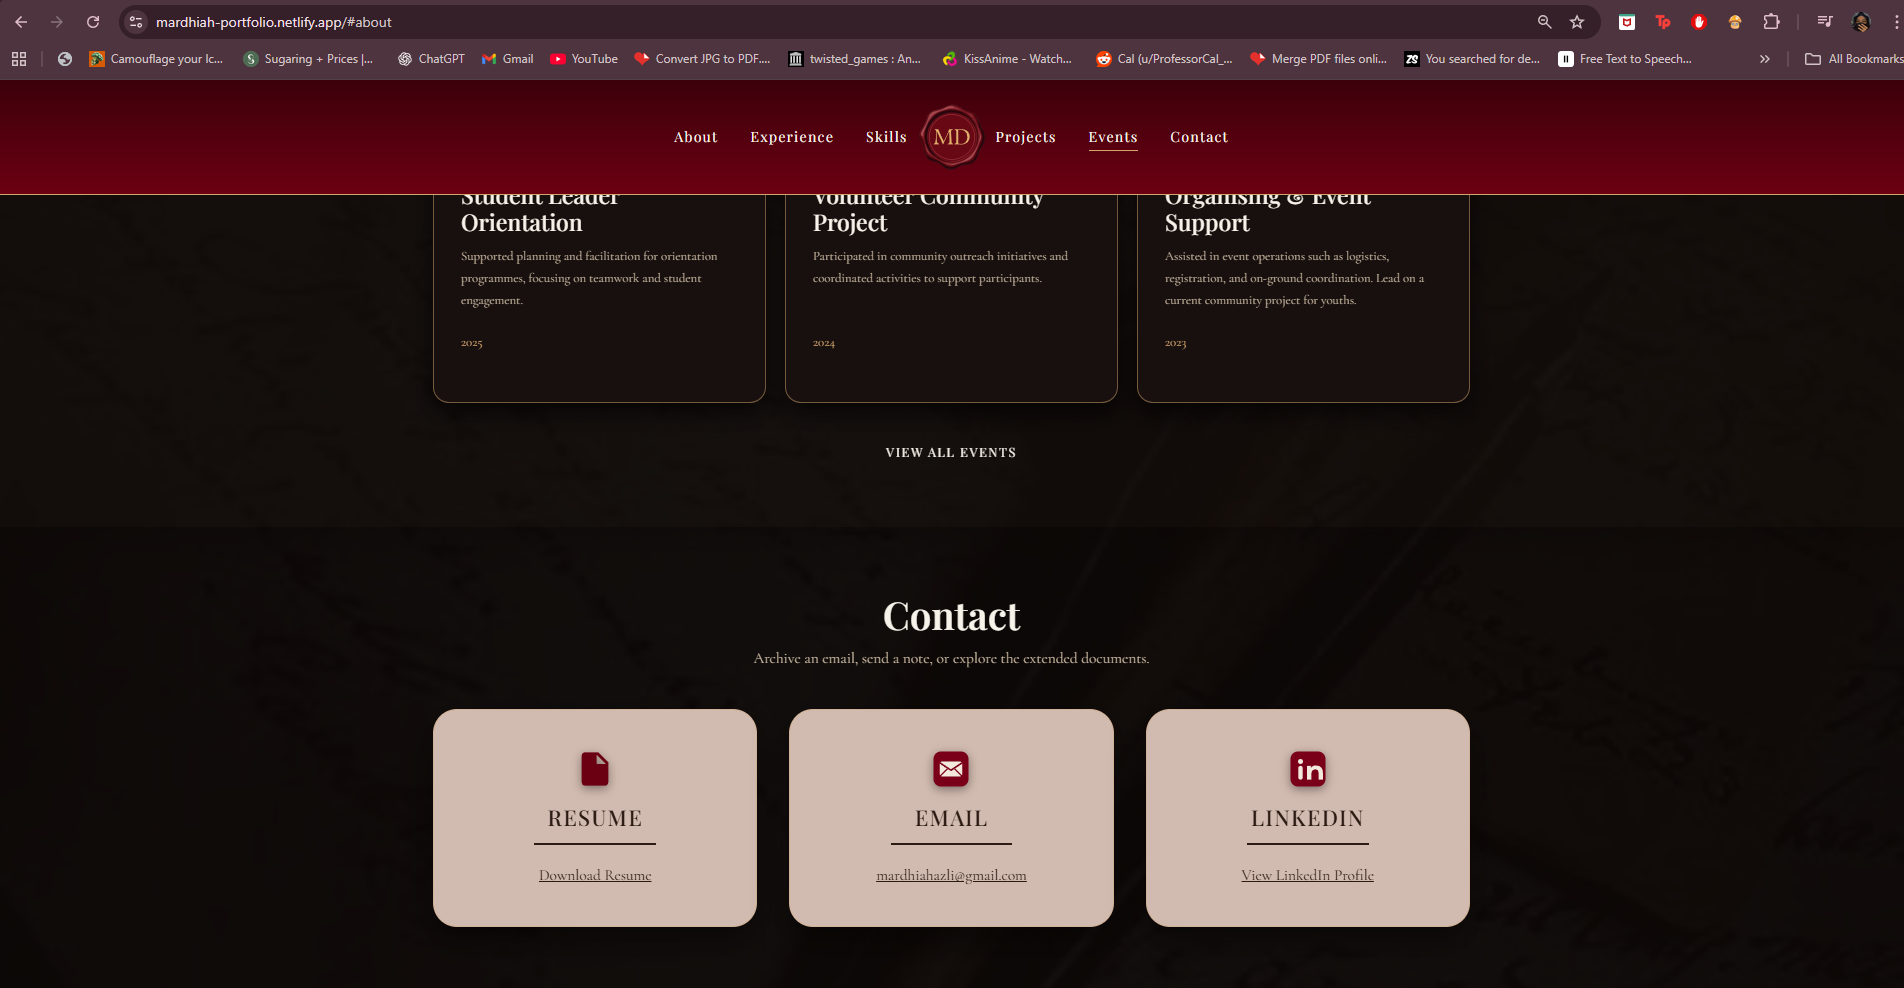 mardhiah-portfolio.netlify.app/#about
Camouflage your Ic...
Sugaring + Prices |...
ChatGPT
Gmail
YouTube
Convert JPG to PDF....
twisted_games : An...
KissAnime - Watch...
Cal (u/ProfessorCal_...
Merge PDF files onli...
You searched for de...
Free Text to Speech...
All Bookmarks
About
Experience
Skills
MD
Projects
Events
Contact
Student Leader
Orientation
Supported planning and facilitation for orientation
programmes, focusing on teamwork and student
engagement.
2025
Volunteer Community
Project
Participated in community outreach initiatives and
coordinated activities to support participants.
2024
Organising & Event
Support
Assisted in event operations such as logistics,
registration, and on-ground coordination. Lead on a
current community project for youths.
2023
VIEW ALL EVENTS
Contact
Archive an email, send a note, or explore the extended documents.
RESUME
Download Resume
EMAIL
mardhiahazli@gmail.com
LINKEDIN
View LinkedIn Profile